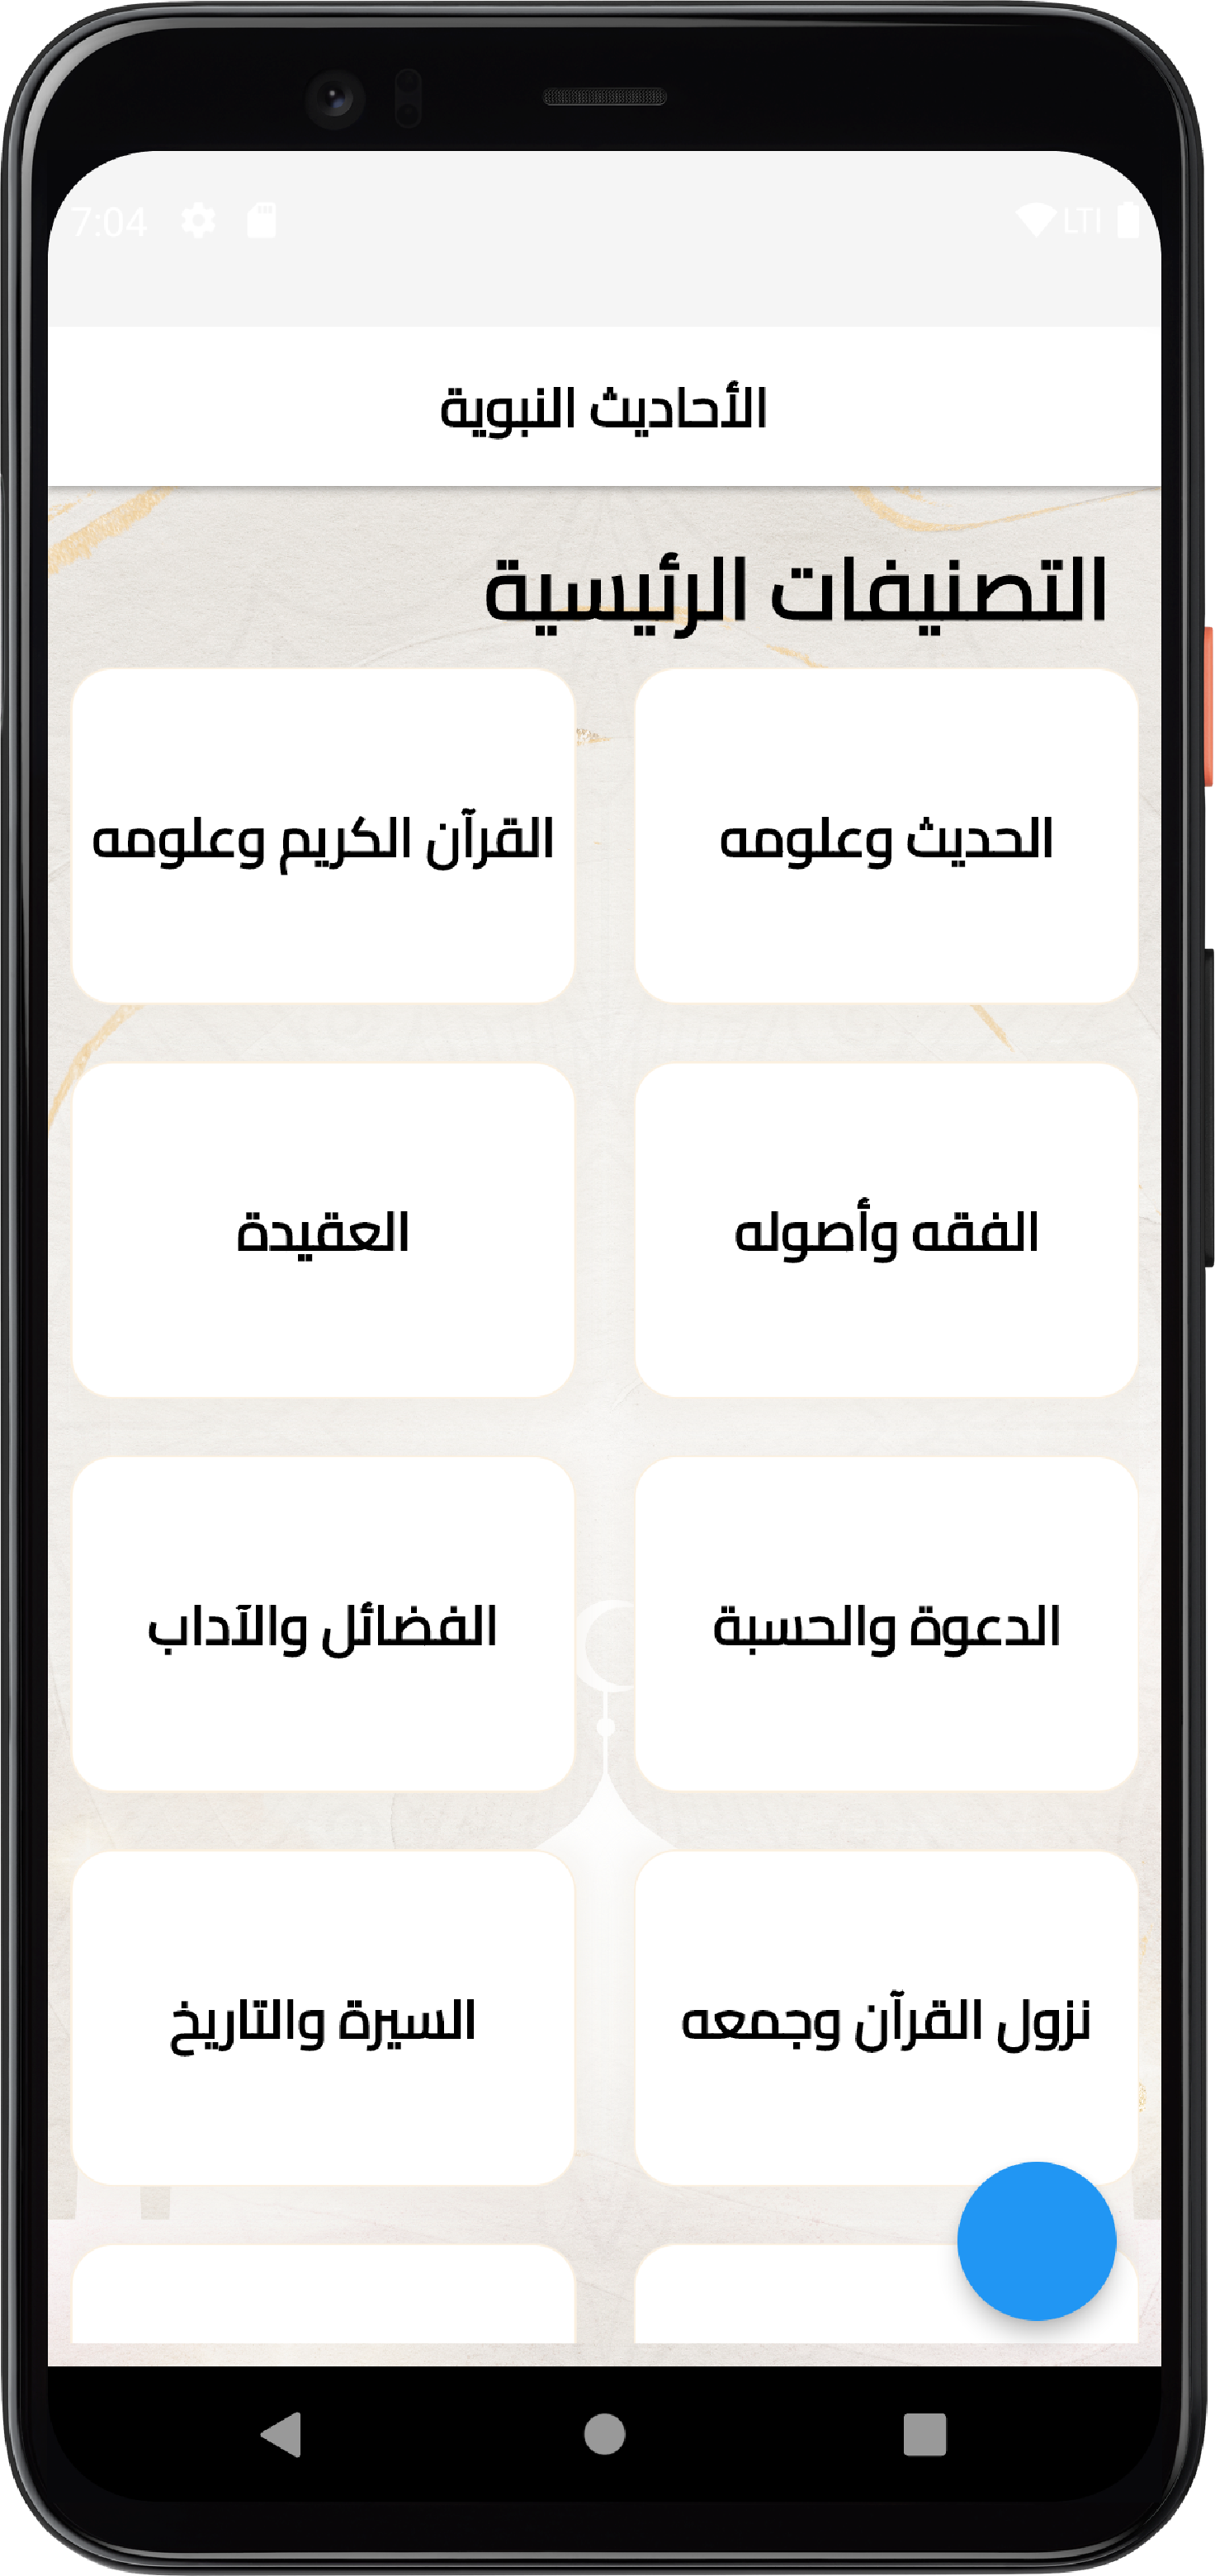 7:04 LTI
الأحاديث النبوية
التصنيفات الرئيسية
الحديث وعلومه
القرآن الكريم وعلومه
الفقه وأصوله
العقيدة
الدعوة والحسبة
الفضائل والآداب
نزول القرآن وجمعه
السيرة والتاريخ